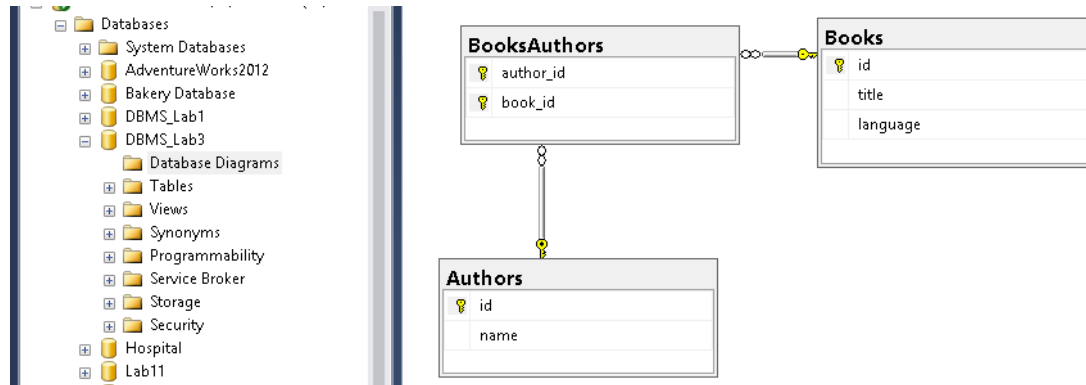 Databases
System Databases
AdventureWorks2012
Bakery Database
DBMS_Lab1
DBMS_Lab3
Database Diagrams
Tables
Views
Synonyms
Programmability
Service Broker
Storage
Security
Hospital
Lab11
BooksAuthors
author_id
book_id
Books
id
title
language
Authors
id
name